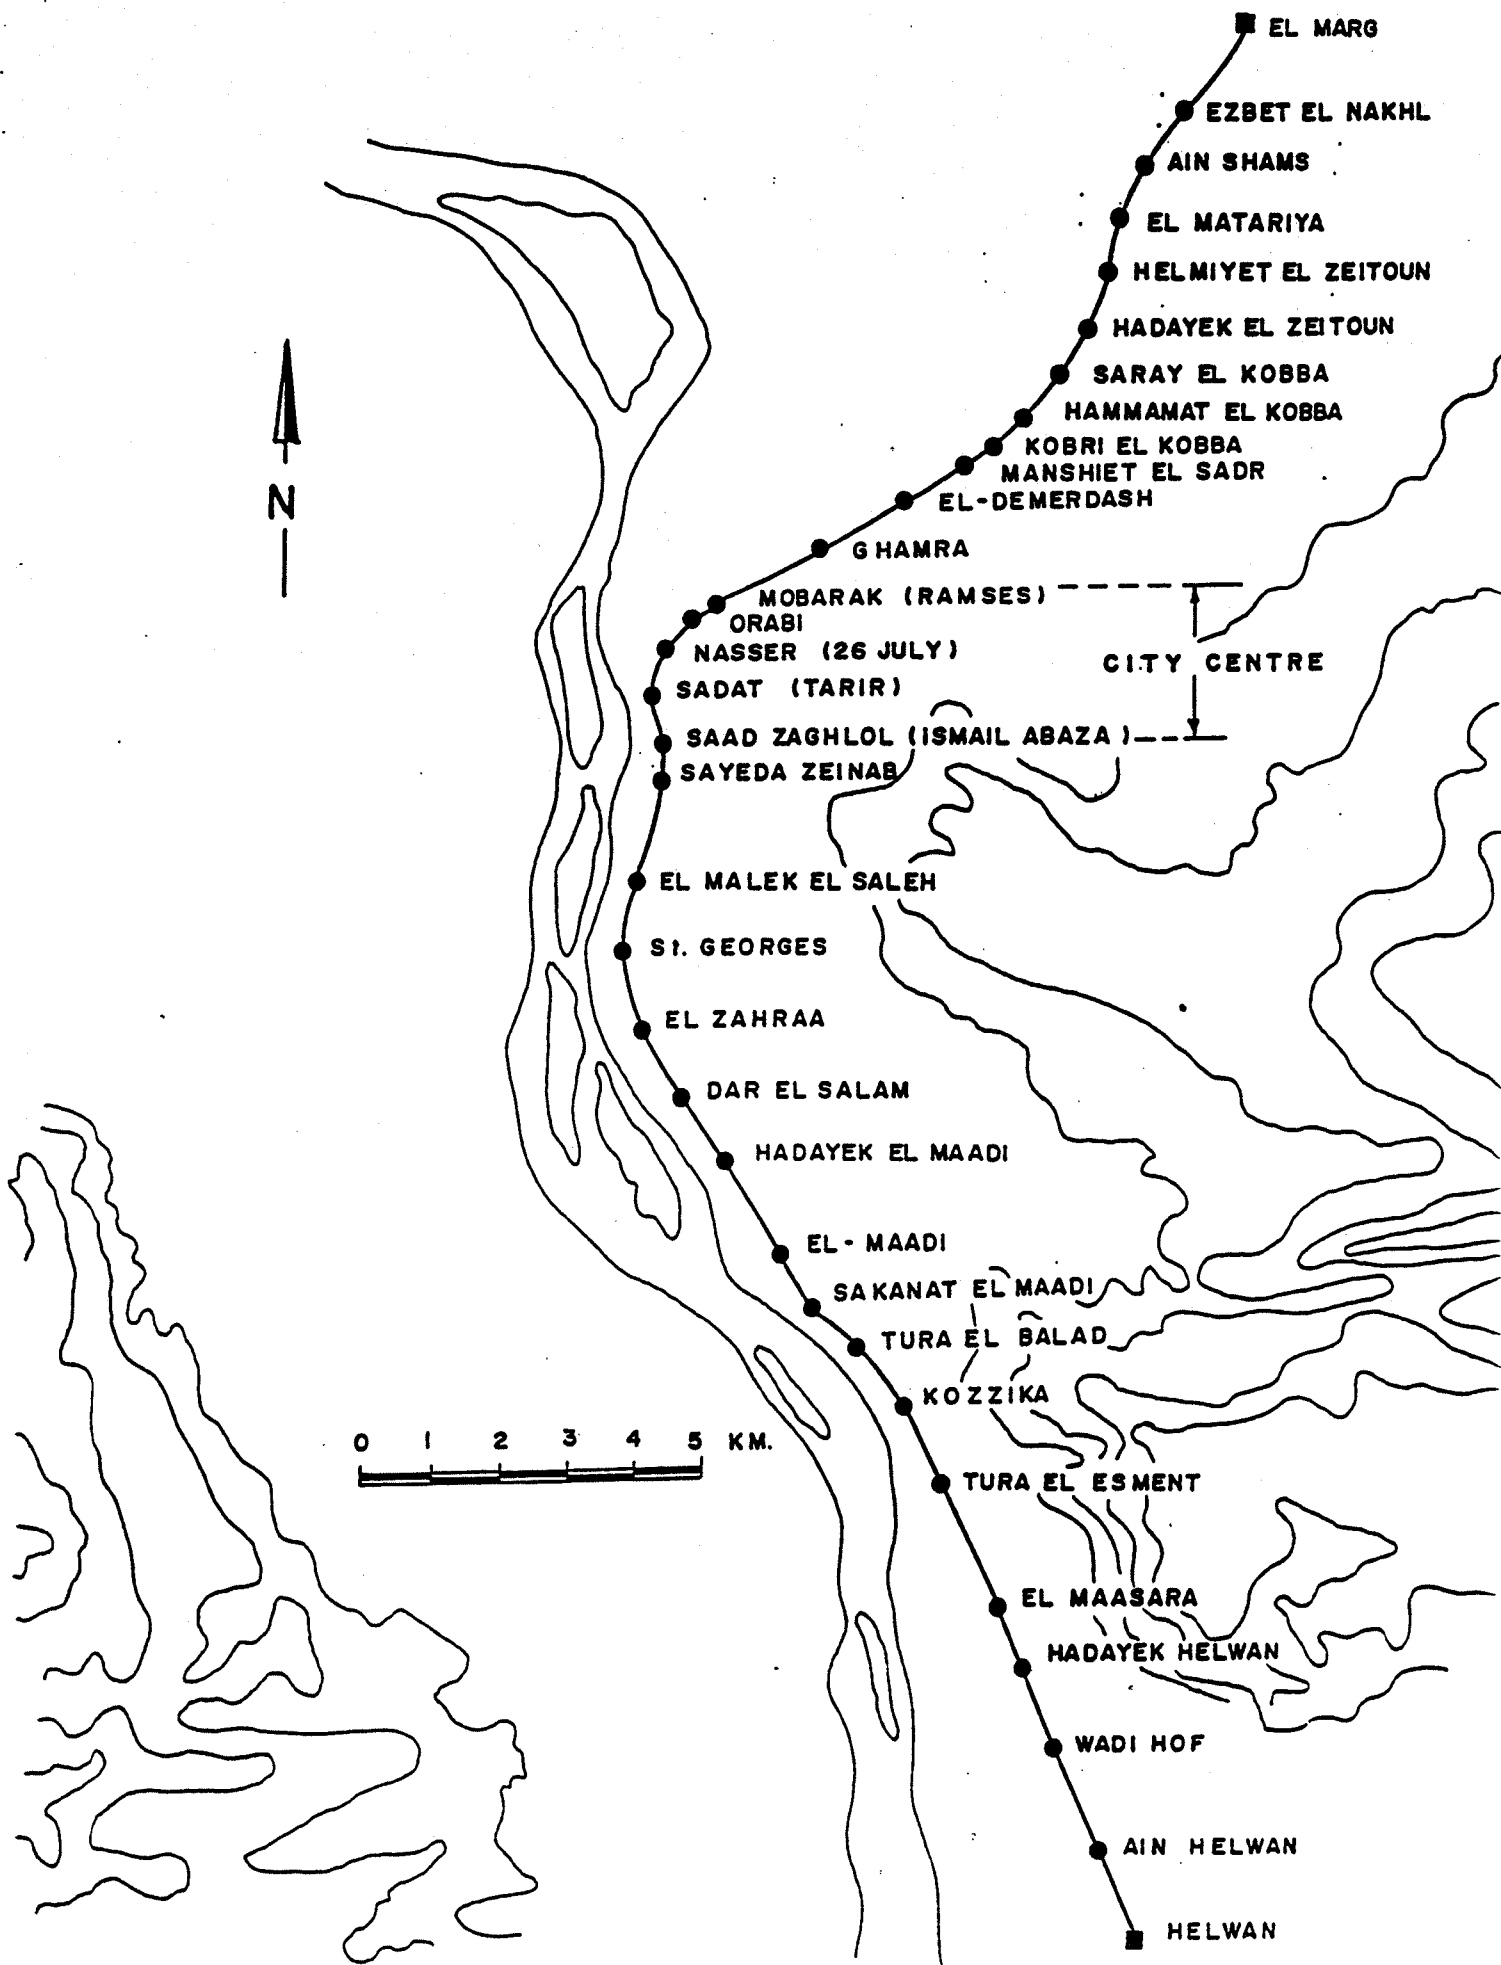 EL MARG
EZBET EL NAKHL
AIN SHAMS
EL MATARIYA
HELMIYET EL ZEITOUN
HADAYEK EL ZEITOUN
SARAY EL KOBBA
HAMMAMAT EL KOBBA
KOBRI EL KOBBA
MANSHIET EL SADR
EL-DEMERDASH
N
GHAMRA
MOBARAK (RAMSES)
ORABI
NASSER (26 JULY)
CITY CENTRE
SADAT (TARIR)
SAAD ZAGHLOL (ISMAIL ABAZA)
SAYEDA ZEINAB
EL MALEK EL SALEH
St. GEORGES
EL ZAHRAA
DAR EL SALAM
HADAYEK EL MAADI
EL-MAADI
SAKANAT EL MAADI
TURA EL BALAD
KOZZIKA
0 1 2 3 4 5 KM.
TURA EL ESMENT
EL MAASARA
HADAYEK HELWAN
WADI HOF
AIN HELWAN
HELWAN